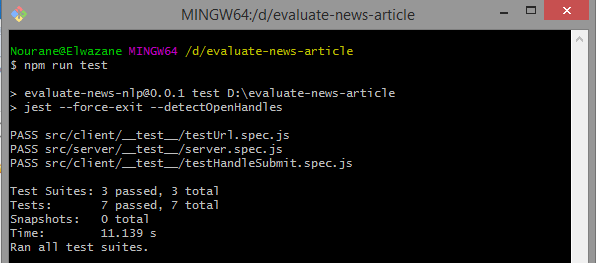 MINGW64:/d/evaluate-news-article
Nourane@Elwazane MINGW64 /d/evaluate-news-article
$ npm run test
> evaluate-news-nlp@0.0.1 test D:\evaluate-news-article
> jest --force-exit --detectOpenHandles
PASS src/client/__test__/testUrl.spec.js
PASS src/server/__test__/server.spec.js
PASS src/client/__test__/testHandleSubmit.spec.js
Test Suites: 3 passed, 3 total
Tests:       7 passed, 7 total
Snapshots:   0 total
Time:        11.139 s
Ran all test suites.